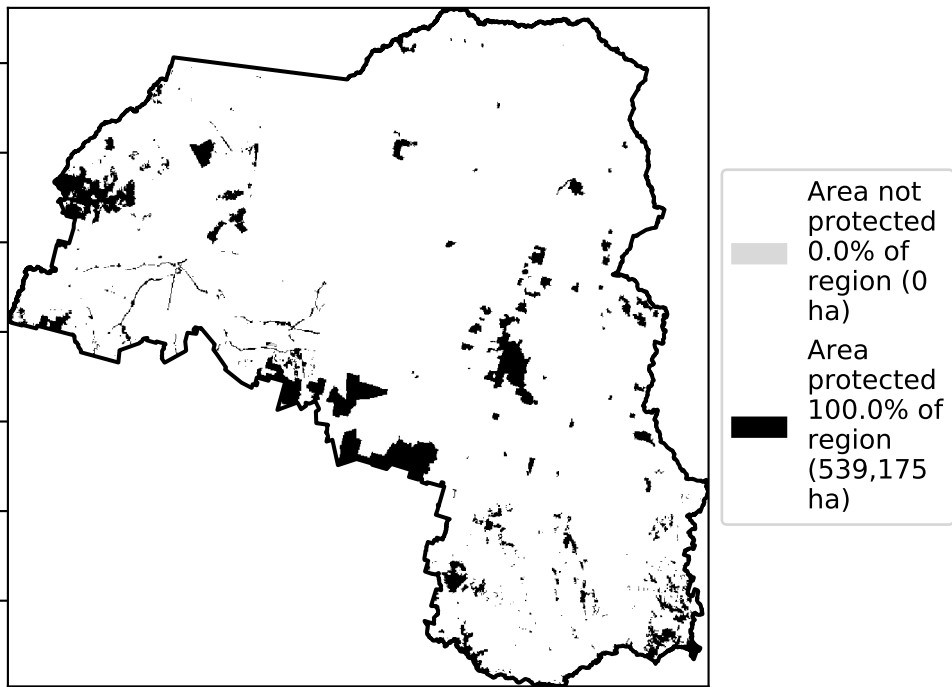 Area not
protected
0.0% of
region (0
ha)
Area
protected
100.0% of
region
(539,175
ha)